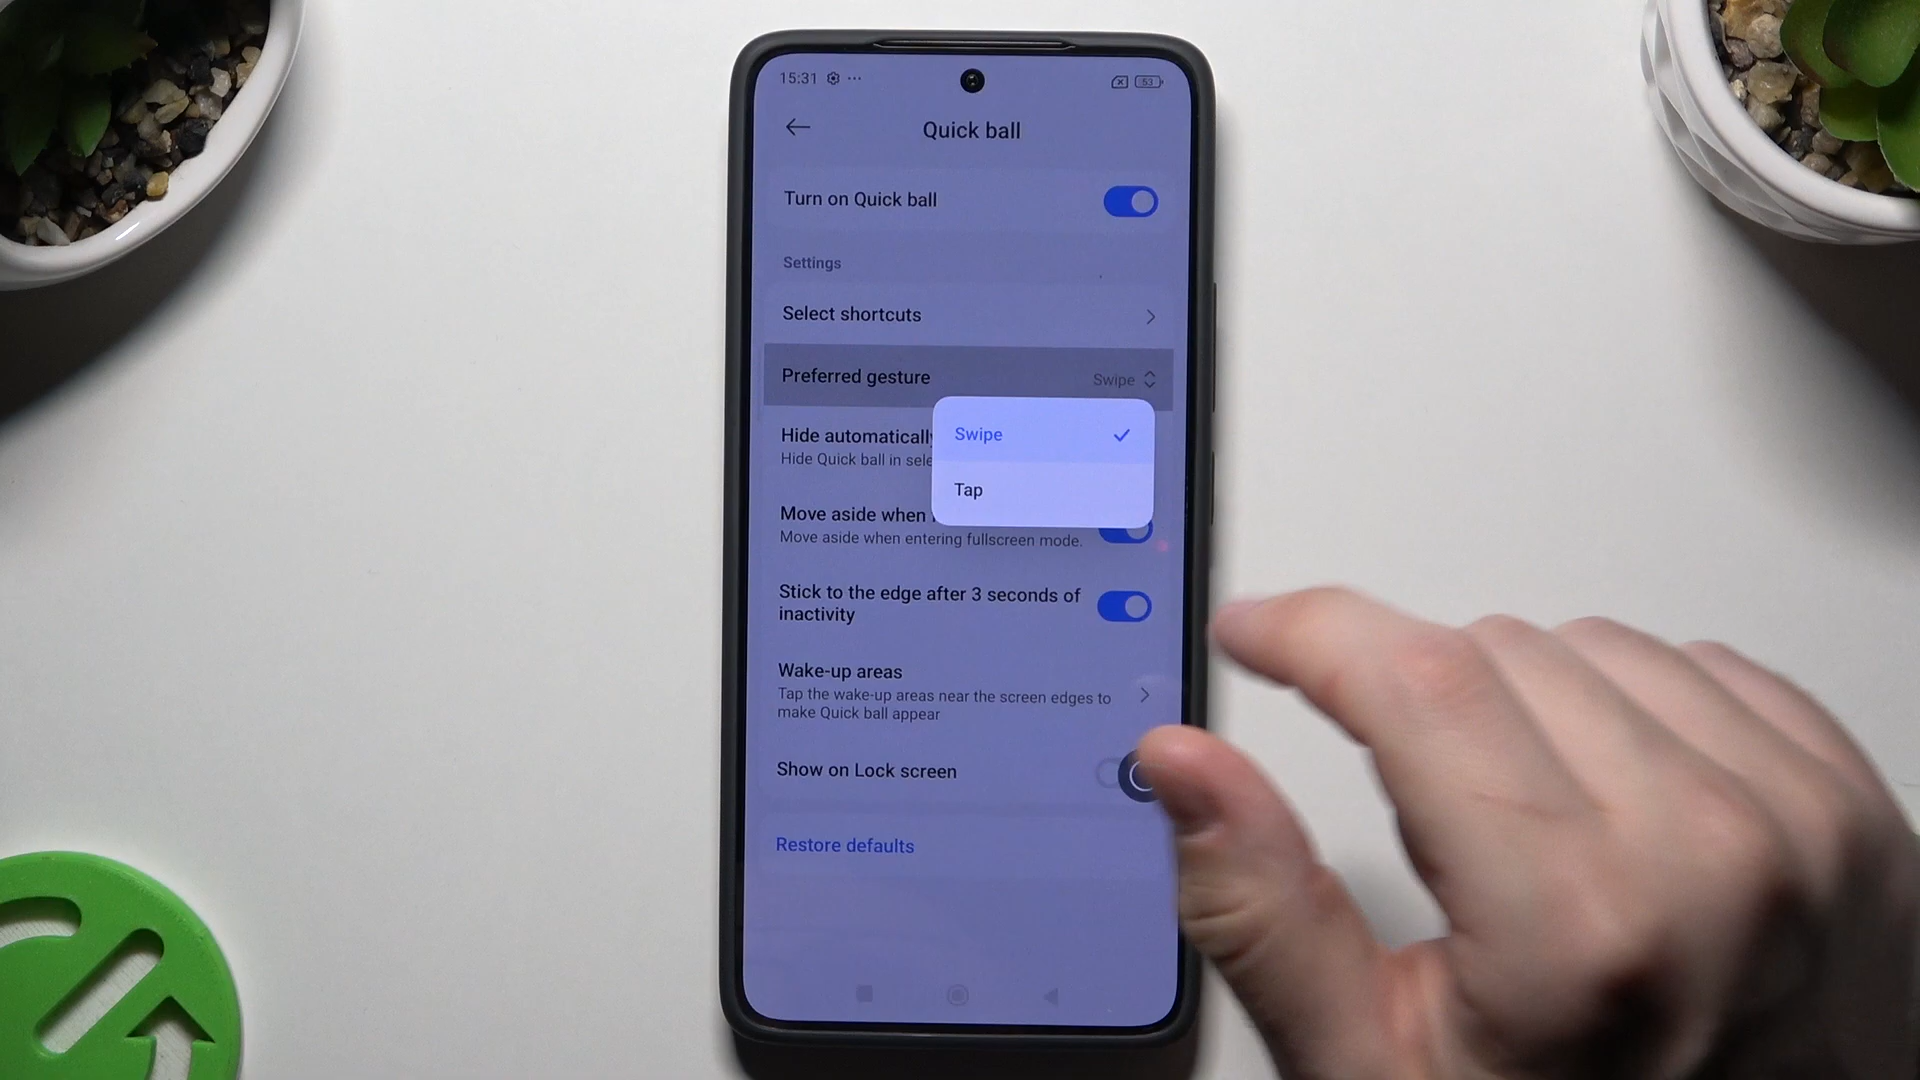 15:31
53
Quick ball
Turn on Quick ball
Settings
Select shortcuts
Preferred gesture
Swipe
Swipe
Tap
Hide automatically
Hide Quick ball in
Move aside when
Move aside when entering fullscreen mode.
Stick to the edge after 3 seconds of
inactivity
Wake-up areas
Tap the wake-up areas near the screen edges to
make Quick ball appear
Show on Lock screen
Restore defaults